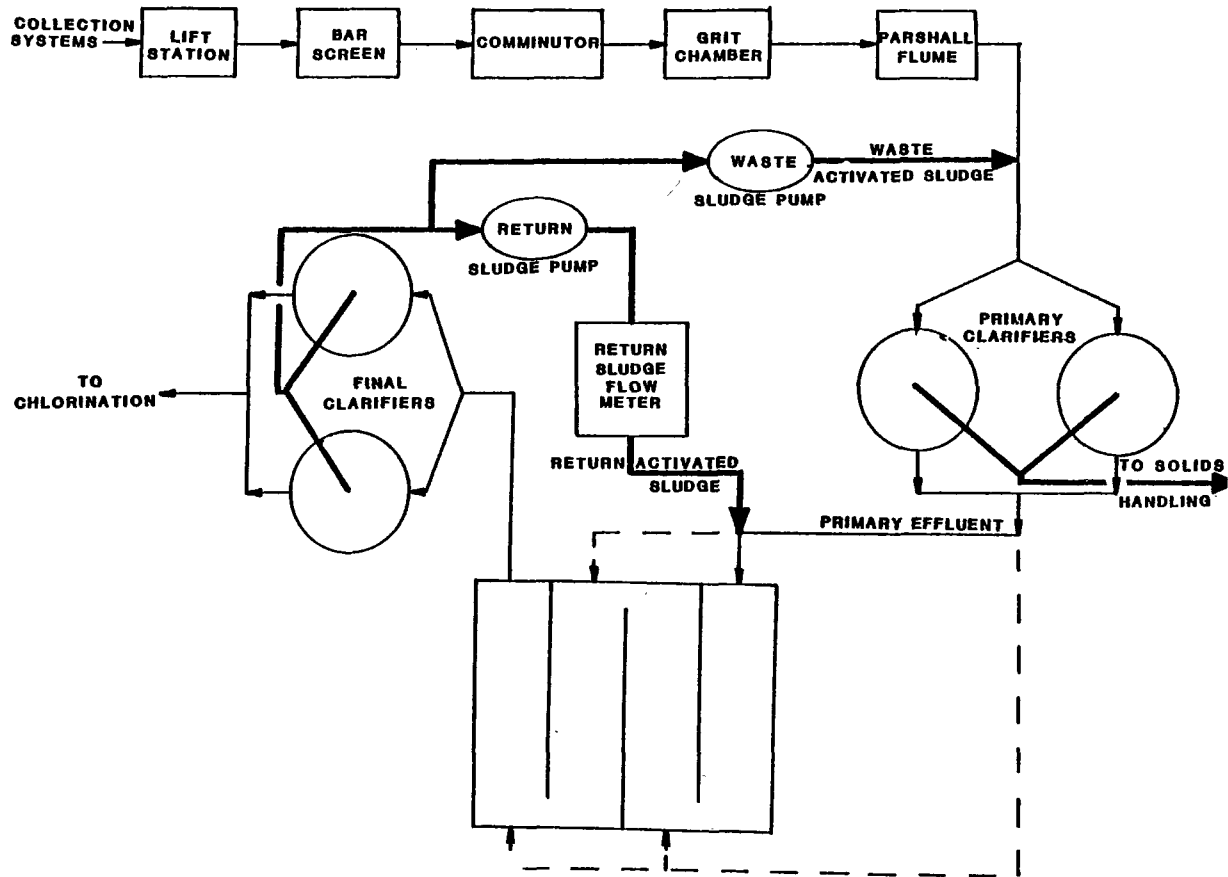 COLLECTION
SYSTEMS
LIFT
STATION
BAR
SCREEN
COMMINUTOR
GRIT
CHAMBER
PARSHALL
FLUME
WASTE
SLUDGE PUMP
WASTE
ACTIVATED SLUDGE
RETURN
SLUDGE PUMP
PRIMARY
CLARIFIERS
RETURN
SLUDGE
FLOW
METER
TO
CHLORINATION
FINAL
CLARIFIERS
RETURN ACTIVATED
SLUDGE
TO SOLIDS
HANDLING
PRIMARY EFFLUENT